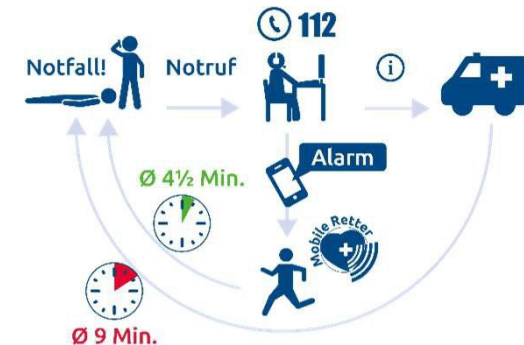 112
Notfall!
Notruf
i
Alarm
Ø 4½ Min.
Mobile Retter
Ø 9 Min.